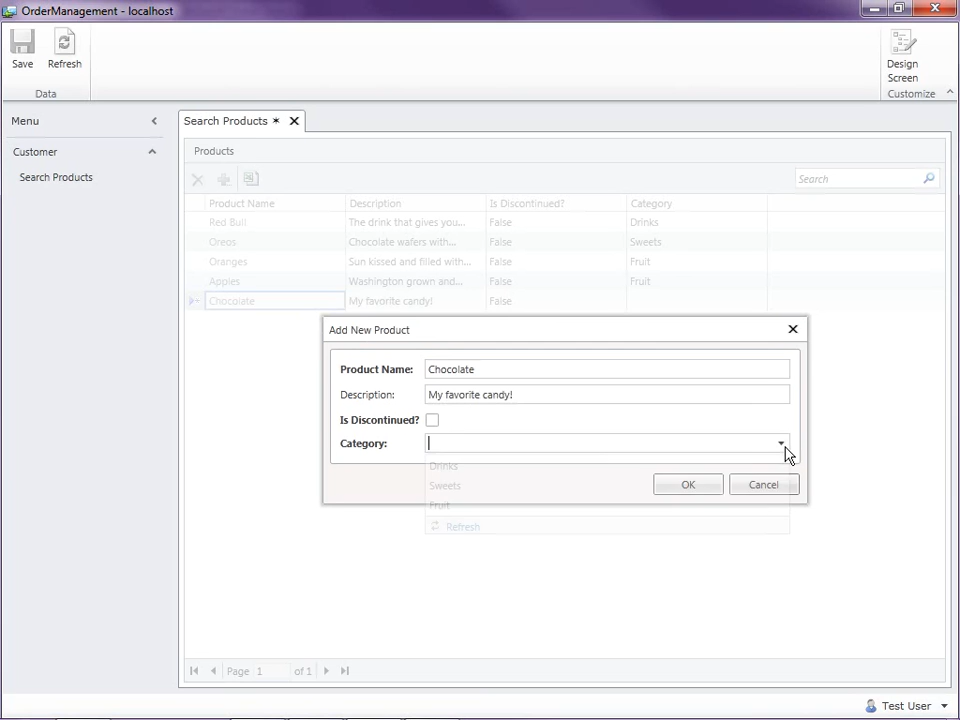 OrderManagement - localhost
Save
Refresh
Data
Design
Screen
Customize
Menu
Customer
Search Products
Search Products *
Products
Search
Product Name Description Is Discontinued? Category
Red Bull The drink that gives you... False Drinks
Oreos Chocolate wafers with... False Sweets
Oranges Sun kissed and filled with... False Fruit
Apples Washington grown and... False Fruit
Chocolate My favorite candy! False
Add New Product
Product Name: Chocolate
Description: My favorite candy!
Is Discontinued?
Category:
Drinks
Sweets
Fruit
Refresh
OK
Cancel
Page 1 of 1
Test User